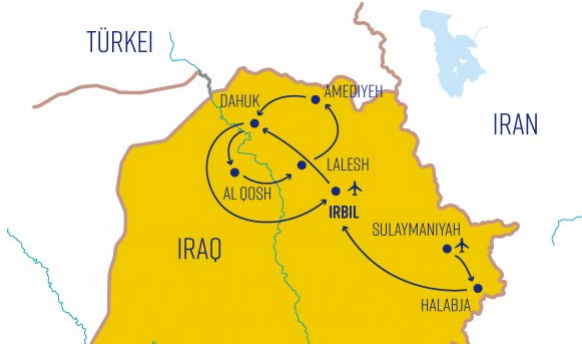 TÜRKEI
AMEDIYEH
DAHUK
IRAN
LALESH
AL QOSH
IRBIL
SULAYMANIYAH
IRAQ
HALABJA